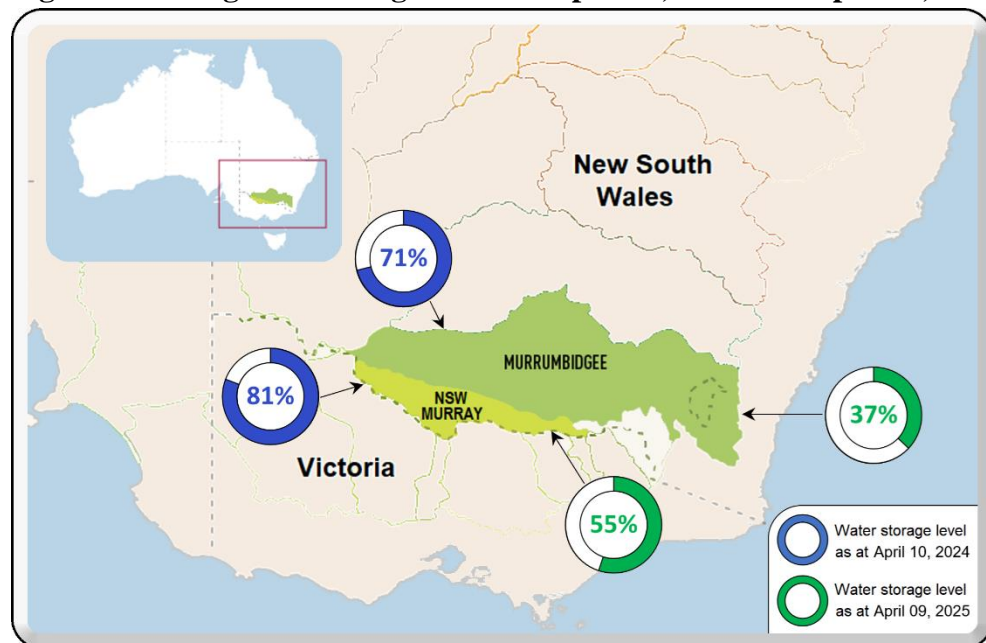 New South
Wales
71%
MURRUMBIDGEE
81%
NSW
MURRAY
37%
Victoria
55%
Water storage level
as at April 10, 2024
Water storage level
as at April 09, 2025